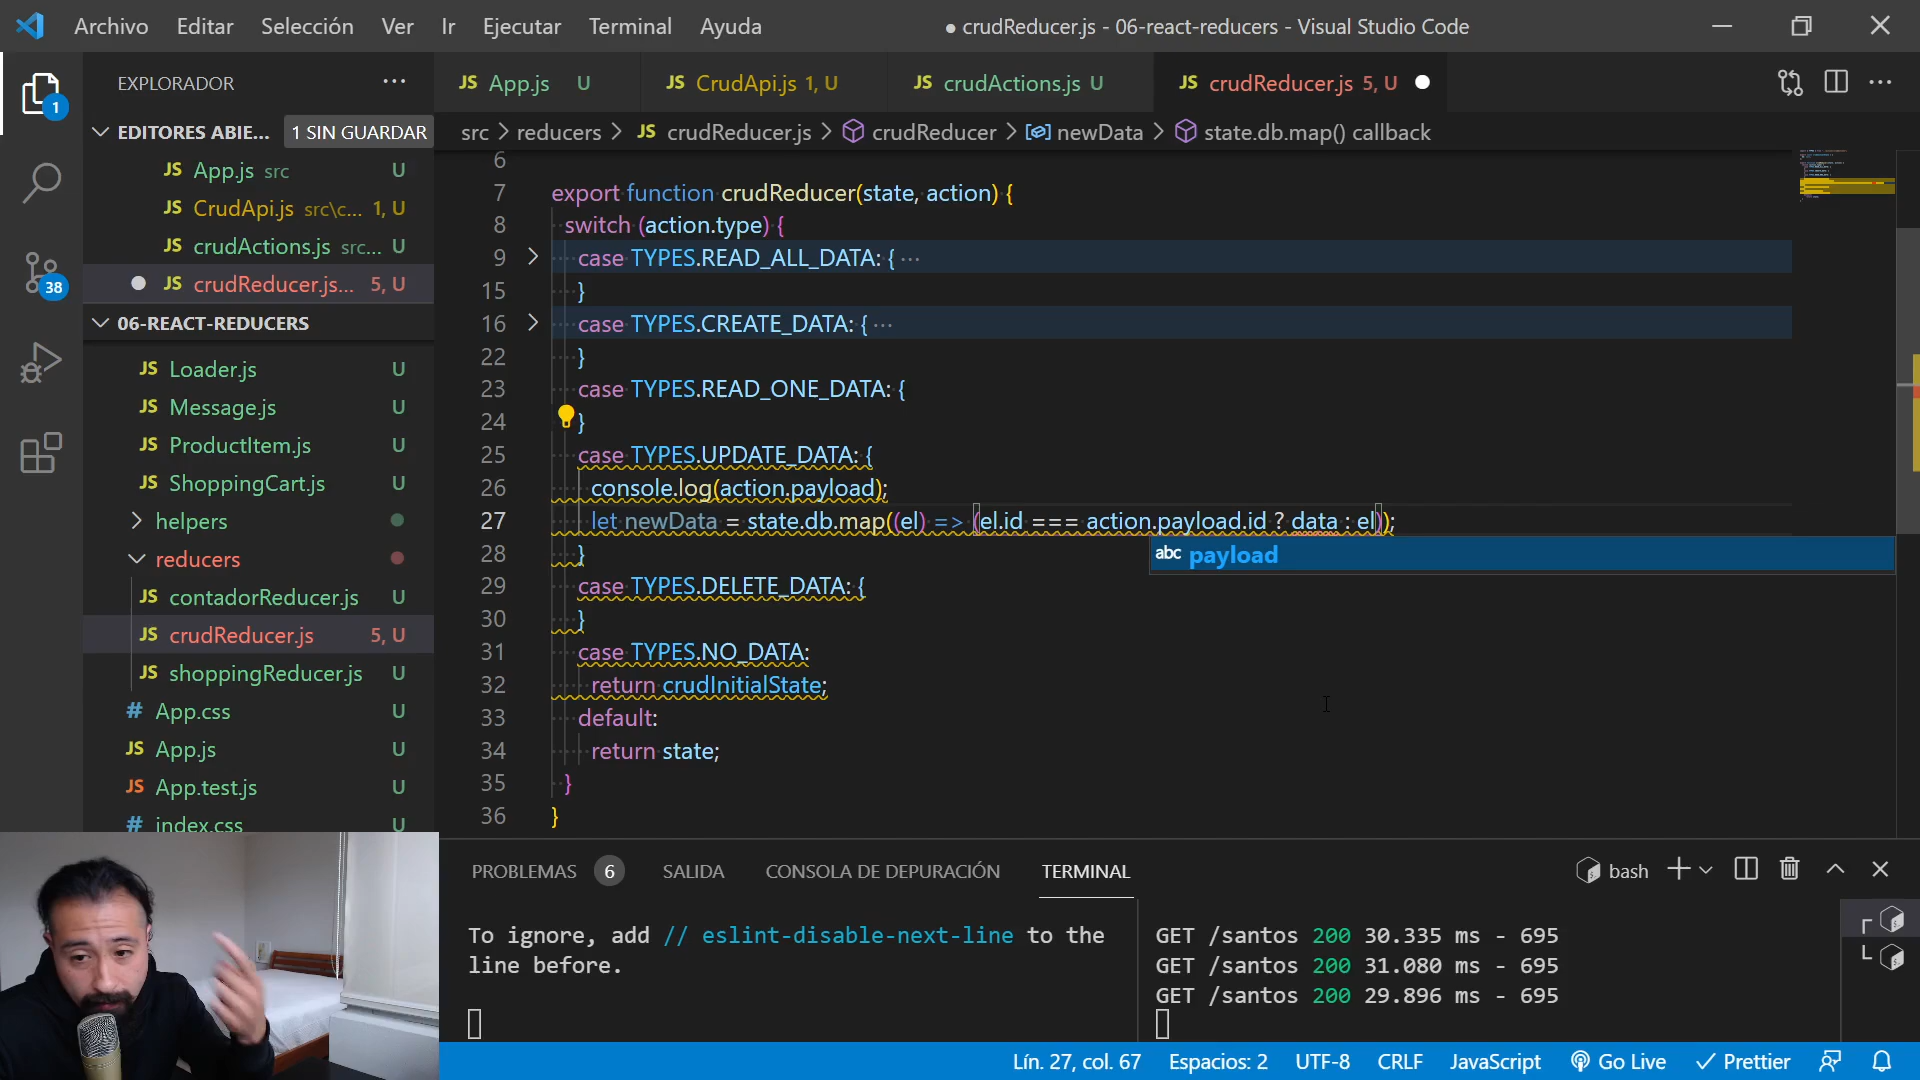 Archivo Editar Selección Ver Ir Ejecutar Terminal Ayuda
● crudReducer.js - 06-react-reducers - Visual Studio Code
EXPLORADOR
EDITORES ABIE... 1 SIN GUARDAR
JS App.js src U
JS CrudApi.js src\c... 1, U
JS crudActions.js src... U
JS crudReducer.js... 5, U
06-REACT-REDUCERS
JS Loader.js U
JS Message.js U
JS ProductItem.js U
JS ShoppingCart.js U
helpers
reducers
JS contadorReducer.js U
JS crudReducer.js 5, U
JS shoppingReducer.js U
# App.css U
JS App.js U
JS App.test.js U
# index.css U
1
38
JS App.js U
JS CrudApi.js 1, U
JS crudActions.js U
JS crudReducer.js 5, U
src > reducers > JS crudReducer.js > crudReducer > newData > state.db.map() callback
6
7 export function crudReducer(state, action) {
8 switch (action.type) {
9 case TYPES.READ_ALL_DATA: { ...
15 }
16 case TYPES.CREATE_DATA: { ...
22 }
23 case TYPES.READ_ONE_DATA: {
24 }
25 case TYPES.UPDATE_DATA: {
26 console.log(action.payload);
27 let newData = state.db.map((el) => (el.id === action.payload.id ? data : el));
abc payload
28 }
29 case TYPES.DELETE_DATA: {
30 }
31 case TYPES.NO_DATA:
32 return crudInitialState;
33 default:
34 return state;
35 }
36 }
PROBLEMAS 6 SALIDA CONSOLA DE DEPURACIÓN TERMINAL
bash
To ignore, add // eslint-disable-next-line to the
line before.
GET /santos 200 30.335 ms - 695
GET /santos 200 31.080 ms - 695
GET /santos 200 29.896 ms - 695
Lín. 27, col. 67 Espacios: 2 UTF-8 CRLF JavaScript Go Live Prettier